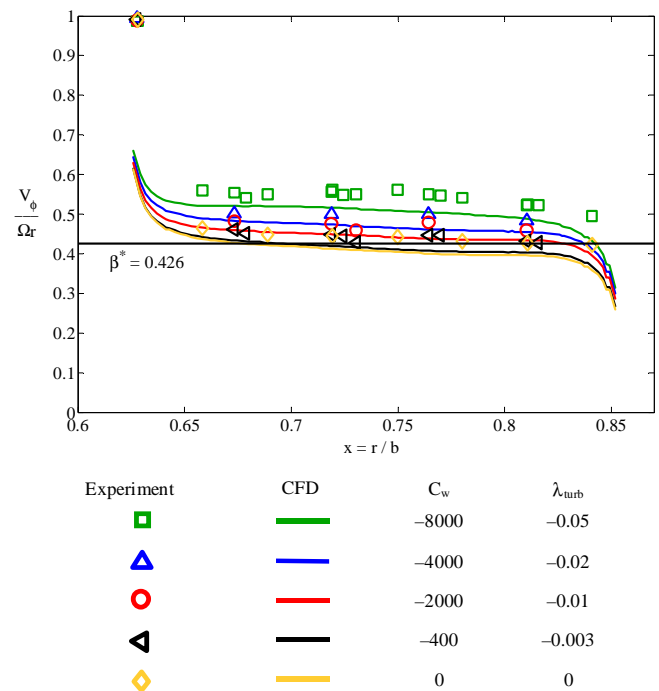 1
0.9
0.8
0.7
0.6
0.5
0.4
0.3
0.2
0.1
0
V_ϕ
Ωr
β* = 0.426
0.6 0.65 0.7 0.75 0.8 0.85
x = r / b
Experiment CFD C_w λ_turb
–8000 –0.05
–4000 –0.02
–2000 –0.01
–400 –0.003
0 0